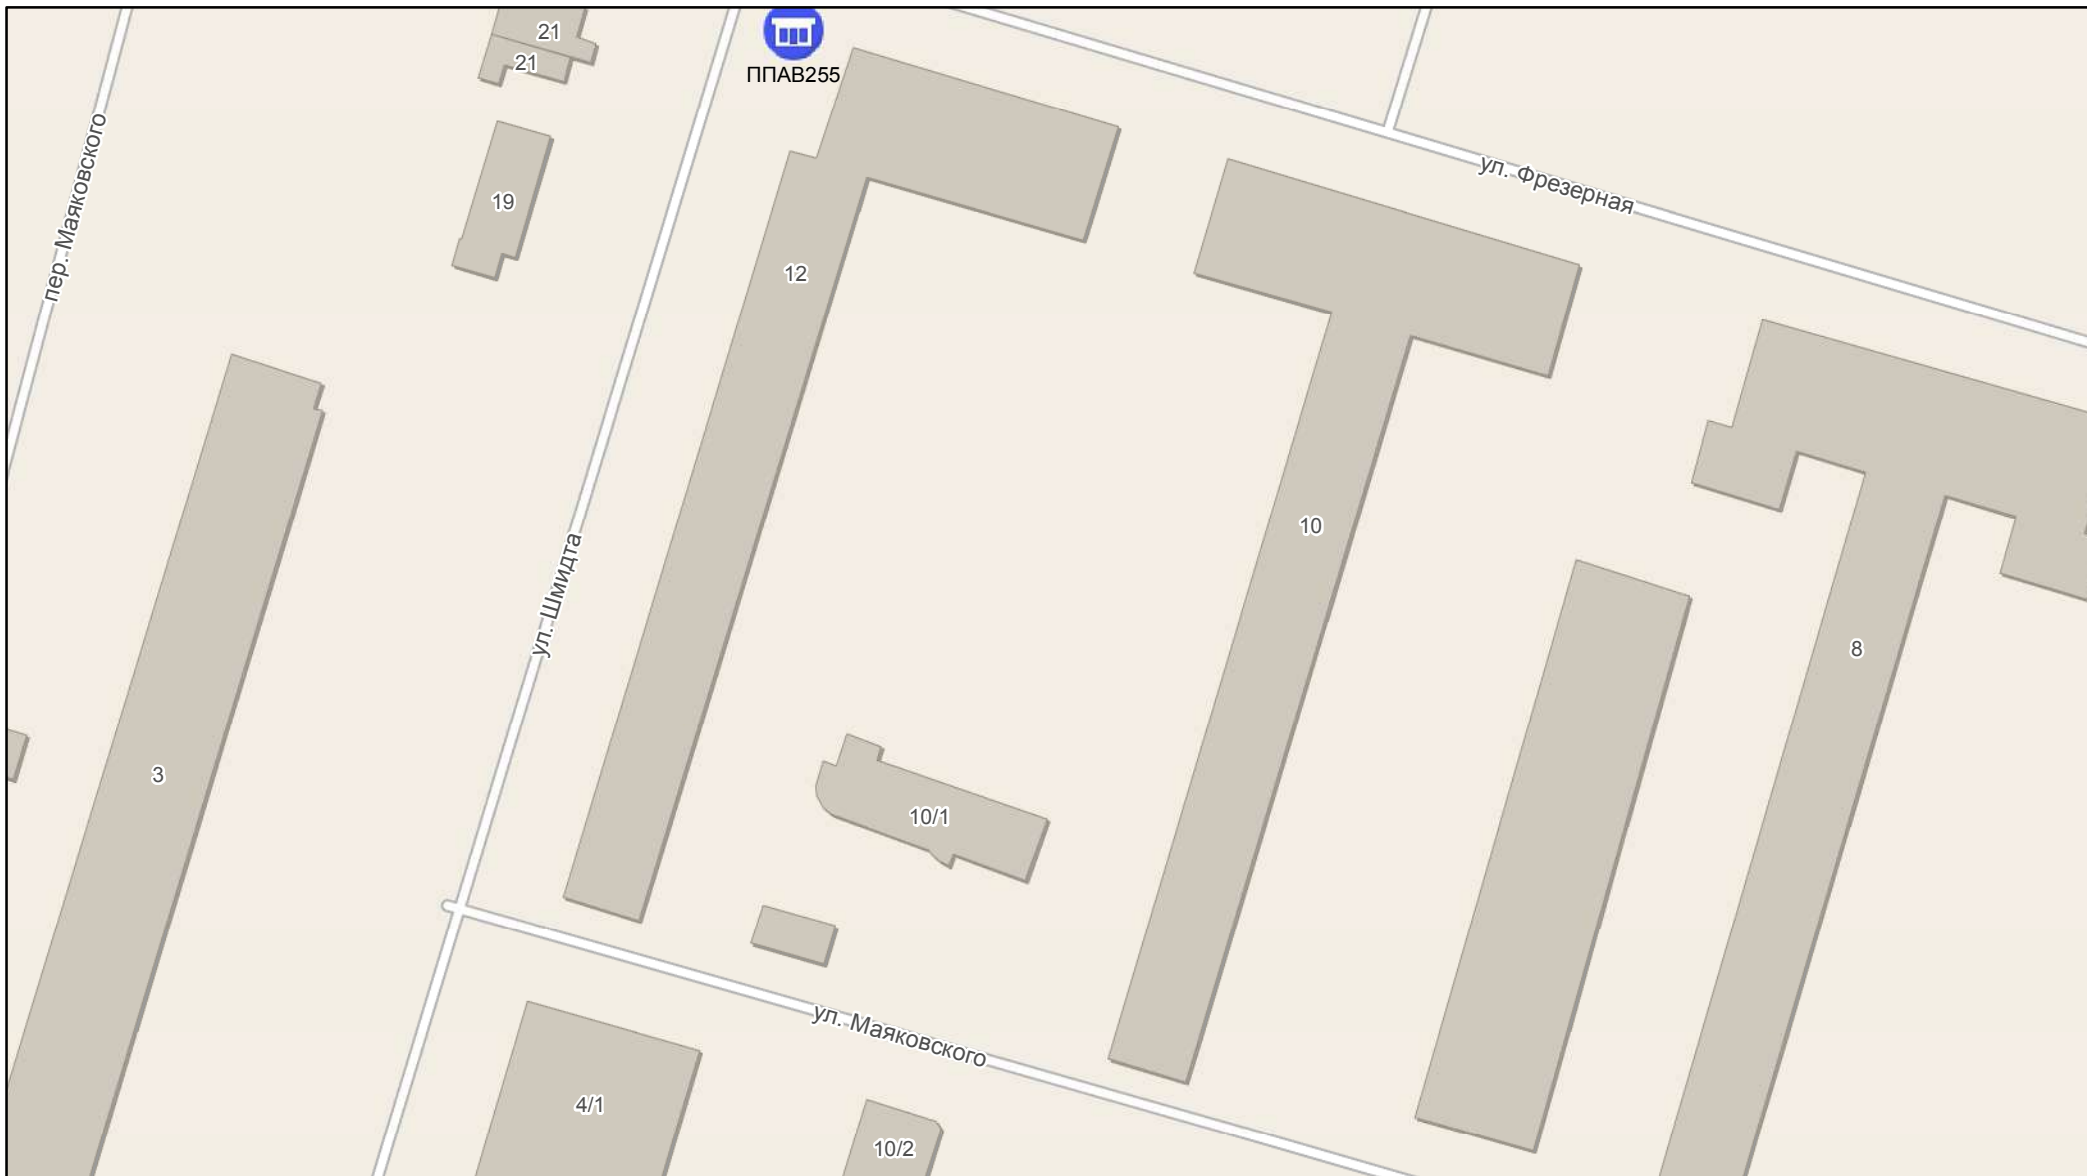 21
21
ППАВ255
пер. Маяковского
ул. Фрезерная
19
12
10
ул. Шмидта
8
3
10/1
ул. Маяковского
4/1
10/2